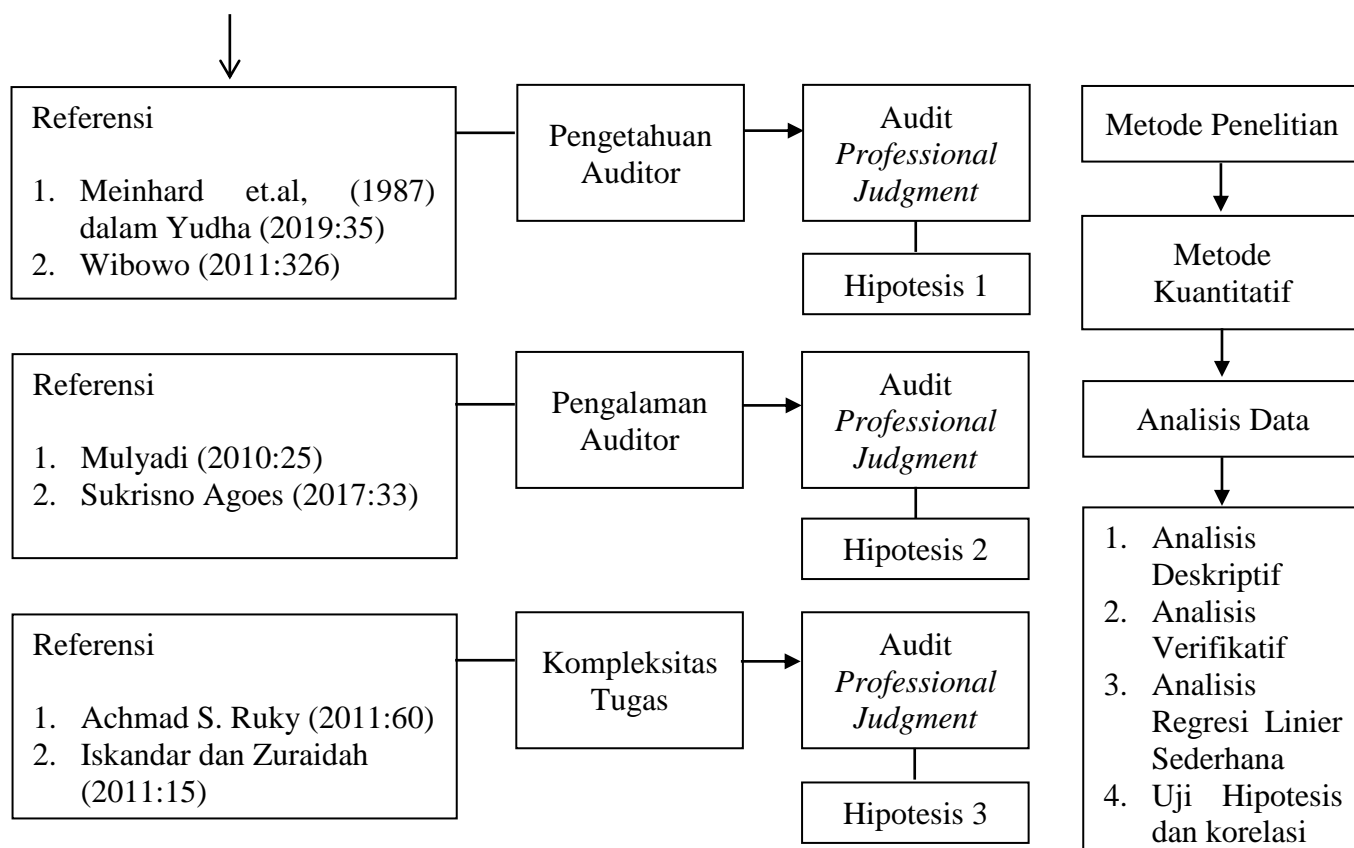 Referensi
1. Meinhard et.al, (1987)
dalam Yudha (2019:35)
2. Wibowo (2011:326)
Pengetahuan
Auditor
Audit
Professional
Judgment
Hipotesis 1
Referensi
1. Mulyadi (2010:25)
2. Sukrisno Agoes (2017:33)
Pengalaman
Auditor
Audit
Professional
Judgment
Hipotesis 2
Referensi
1. Achmad S. Ruky (2011:60)
2. Iskandar dan Zuraidah
(2011:15)
Kompleksitas
Tugas
Audit
Professional
Judgment
Hipotesis 3
Metode Penelitian
Metode
Kuantitatif
Analisis Data
1. Analisis
Deskriptif
2. Analisis
Verifikatif
3. Analisis
Regresi Linier
Sederhana
4. Uji Hipotesis
dan korelasi